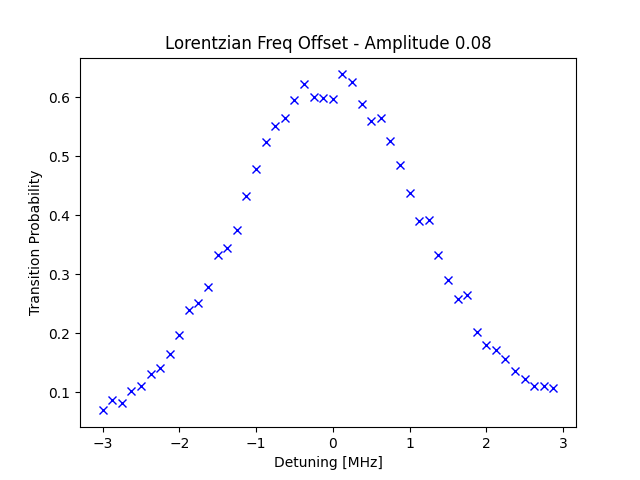 Lorentzian Freq Offset - Amplitude 0.08
Transition Probability
0.6
0.5
0.4
0.3
0.2
0.1
−3 −2 −1 0 1 2 3
Detuning [MHz]